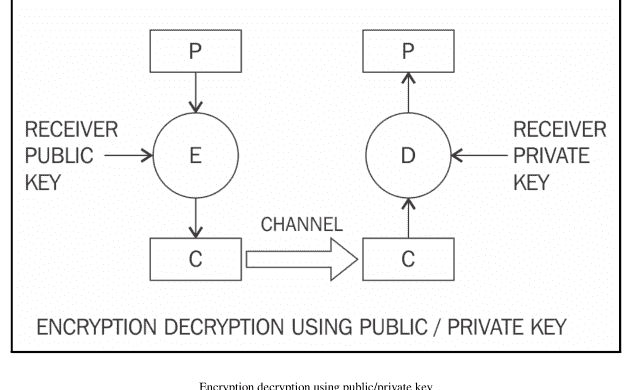 P
P
RECEIVER
PUBLIC
KEY
E
D
RECEIVER
PRIVATE
KEY
CHANNEL
C
C
ENCRYPTION DECRYPTION USING PUBLIC / PRIVATE KEY
Encryption decryption using public/private key